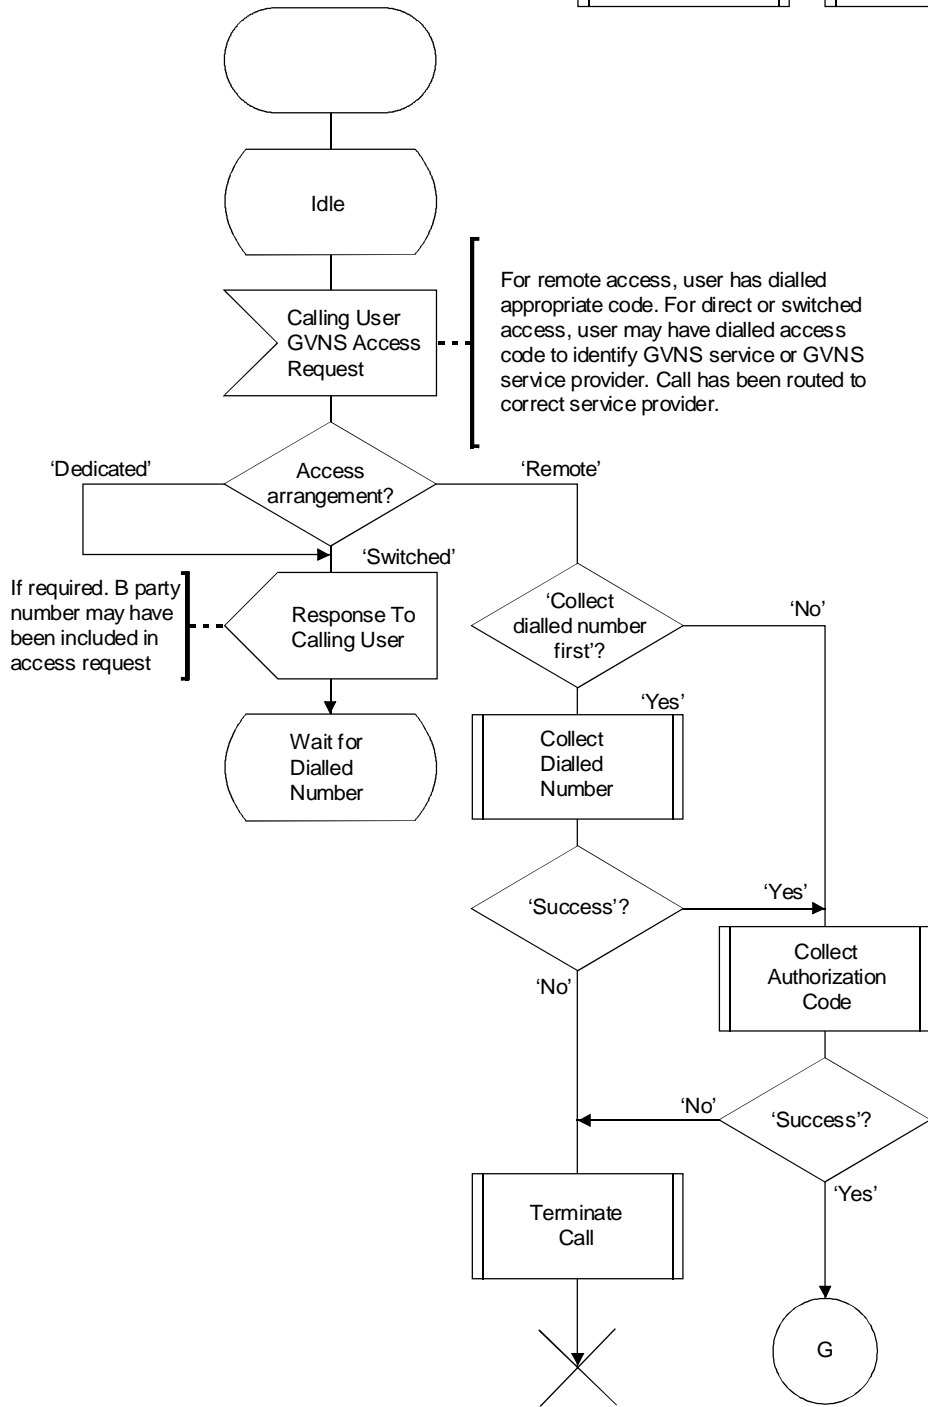 Idle
Calling User
GVNS Access
Request
For remote access, user has dialled
appropriate code. For direct or switched
access, user may have dialled access
code to identify GVNS service or GVNS
service provider. Call has been routed to
correct service provider.
‘Dedicated’
Access
arrangement?
‘Remote’
‘Switched’
If required. B party
number may have
been included in
access request
Response To
Calling User
‘Collect
dialled number
first’?
‘No’
‘Yes’
Wait for
Dialled
Number
Collect
Dialled
Number
‘Success’?
‘Yes’
‘No’
Collect
Authorization
Code
‘No’
‘Success’?
‘Yes’
Terminate
Call
G